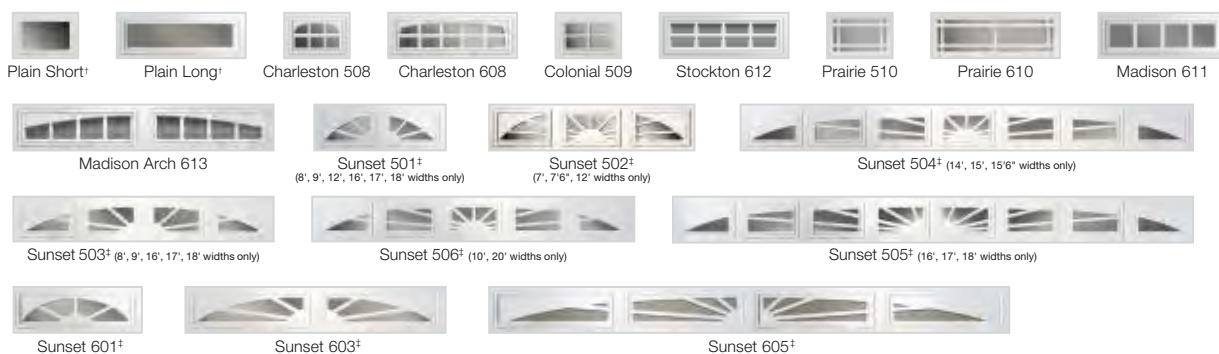 Plain Short†
Plain Long†
Charleston 508
Charleston 608
Colonial 509
Stockton 612
Prairie 510
Prairie 610
Madison 611
Madison Arch 613
Sunset 501‡
(8', 9', 12', 16', 17', 18' widths only)
Sunset 502‡
(7', 7'6", 12' widths only)
Sunset 504‡ (14', 15', 15'6" widths only)
Sunset 503‡ (8', 9', 16', 17', 18' widths only)
Sunset 506‡ (10', 20' widths only)
Sunset 505‡ (16', 17', 18' widths only)
Sunset 601‡
Sunset 603‡
Sunset 605‡